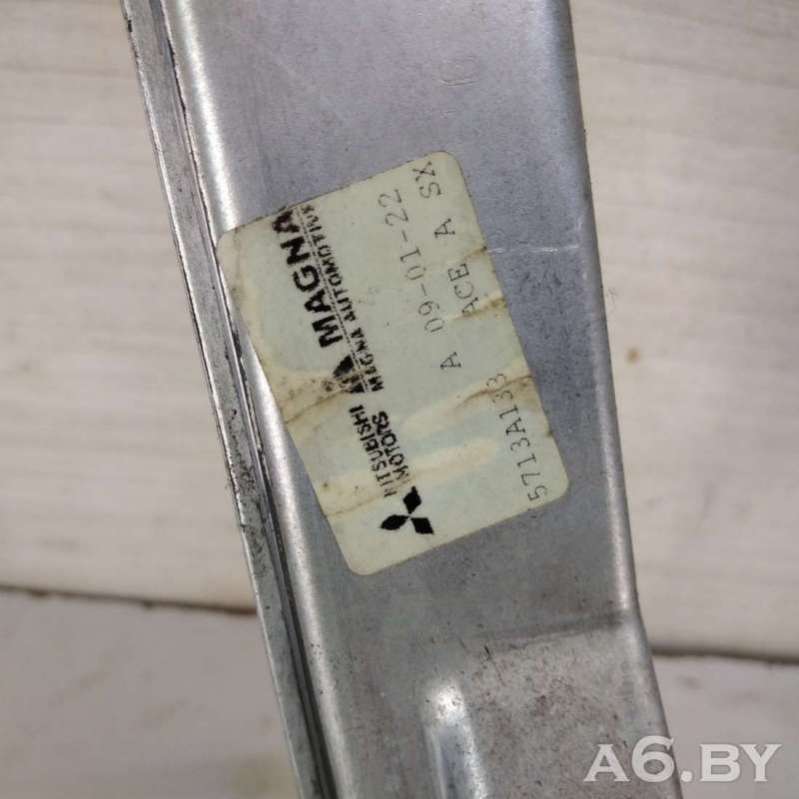 MITSUBISHI
MOTORS
MAGNA
MAGNA AUTOMOTIVE
A 09-01-22
ACE A SX
5713A133
A6.BY